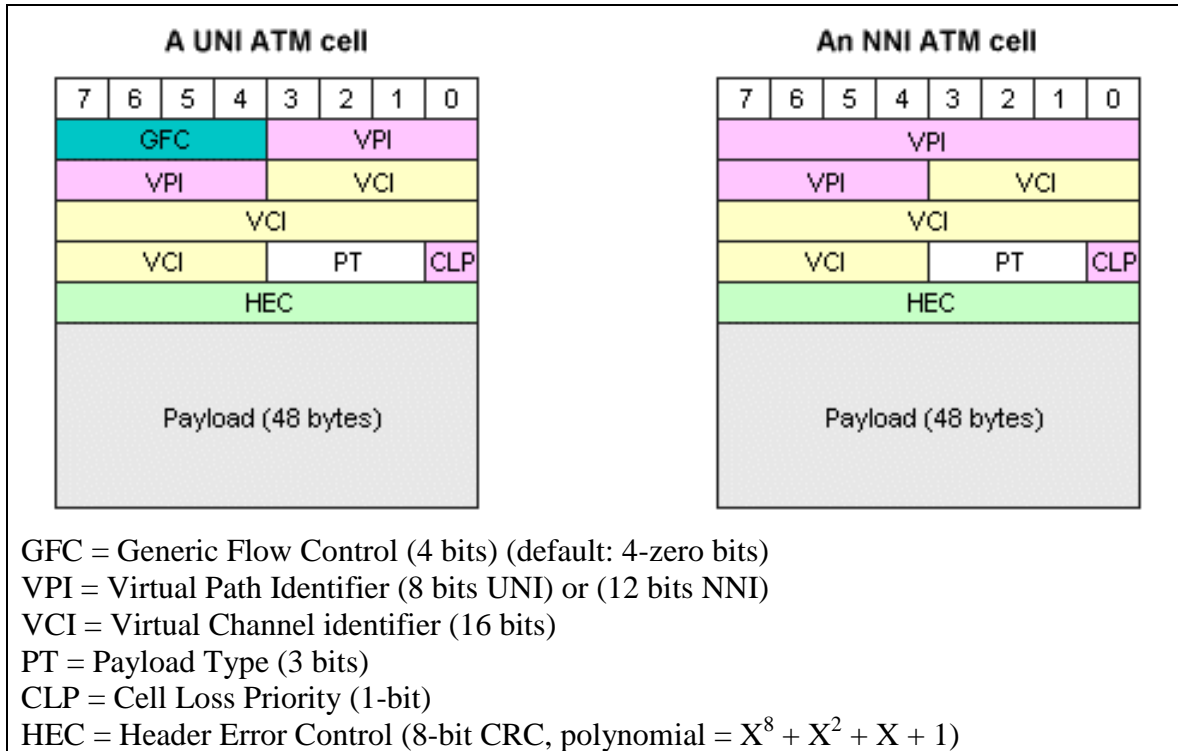 A UNI ATM cell
7 6 5 4 3 2 1 0
GFC VPI
VPI VCI
VCI
VCI PT CLP
HEC
Payload (48 bytes)
An NNI ATM cell
7 6 5 4 3 2 1 0
VPI
VPI VCI
VCI
VCI PT CLP
HEC
Payload (48 bytes)
GFC = Generic Flow Control (4 bits) (default: 4-zero bits)
VPI = Virtual Path Identifier (8 bits UNI) or (12 bits NNI)
VCI = Virtual Channel identifier (16 bits)
PT = Payload Type (3 bits)
CLP = Cell Loss Priority (1-bit)
HEC = Header Error Control (8-bit CRC, polynomial = X⁸ + X² + X + 1)